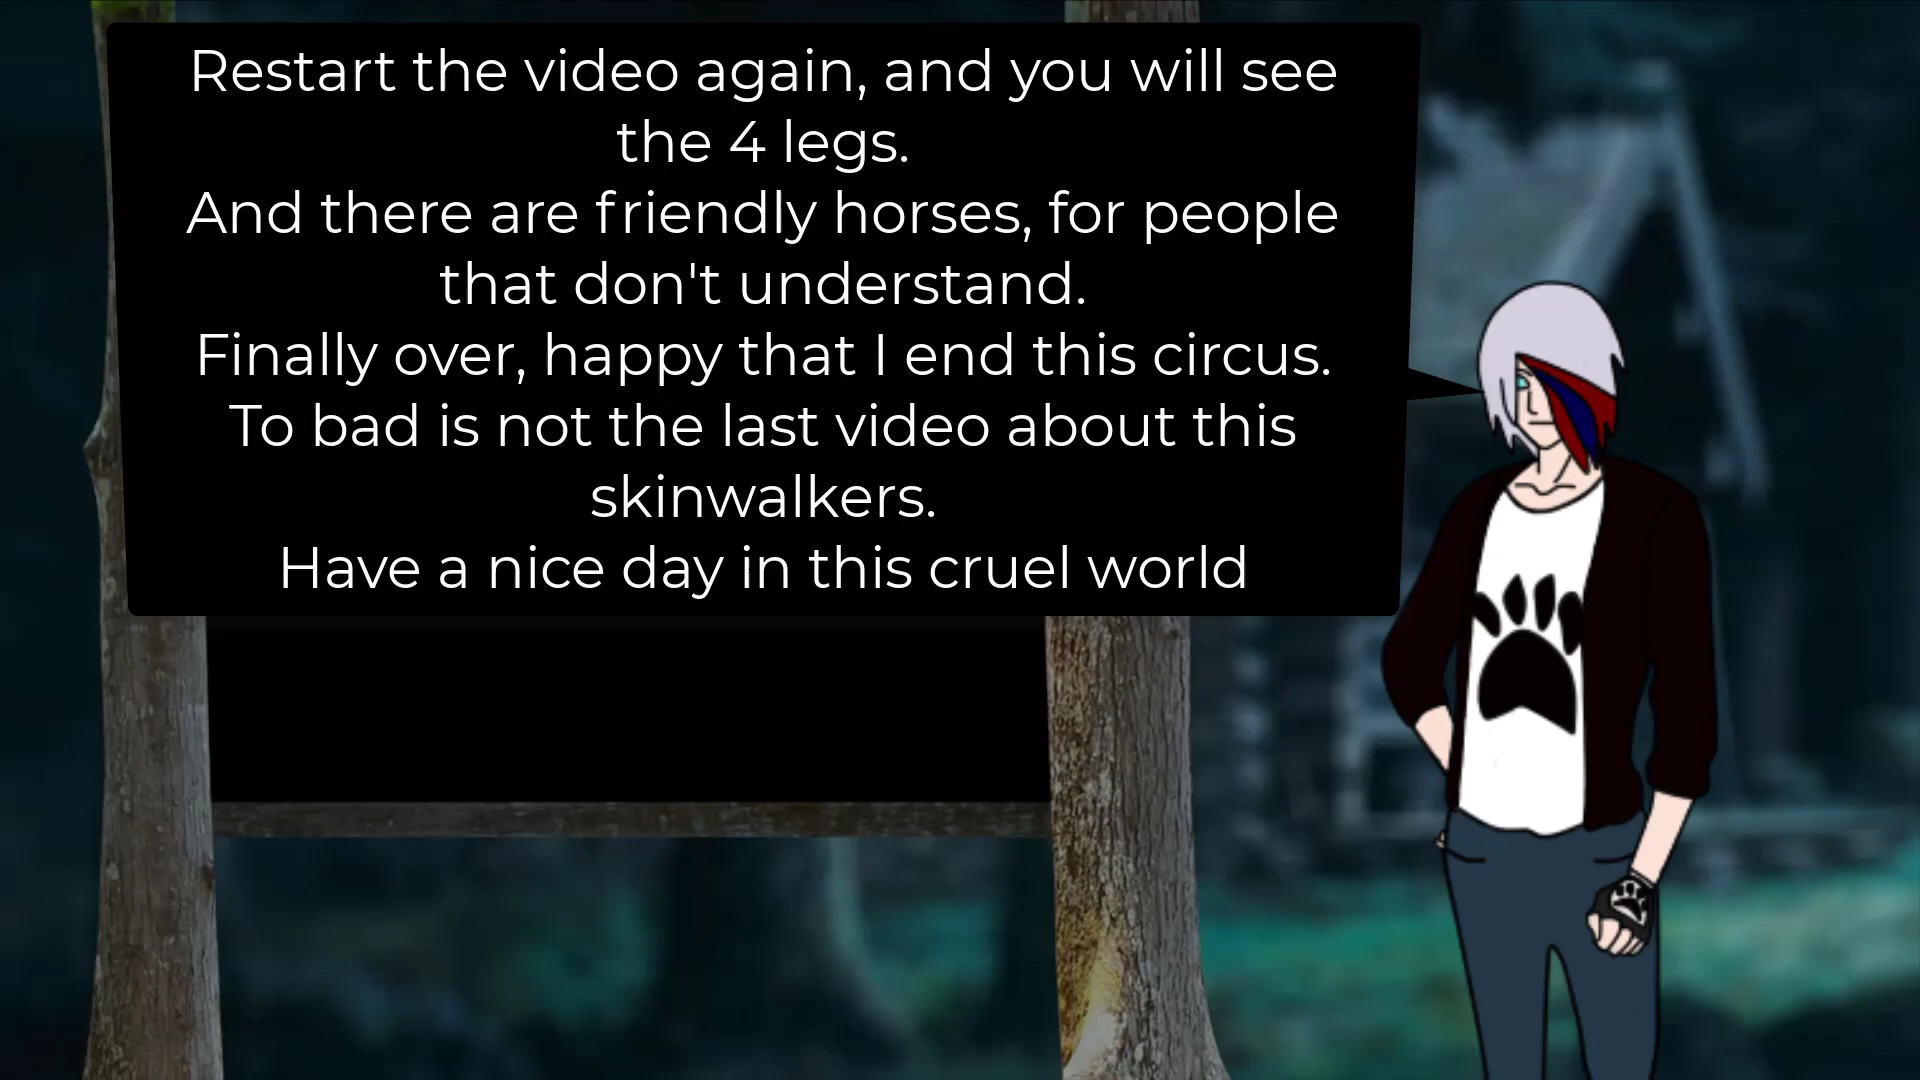 Restart the video again, and you will see
the 4 legs.
And there are friendly horses, for people
that don't understand.
Finally over, happy that I end this circus.
To bad is not the last video about this
skinwalkers.
Have a nice day in this cruel world